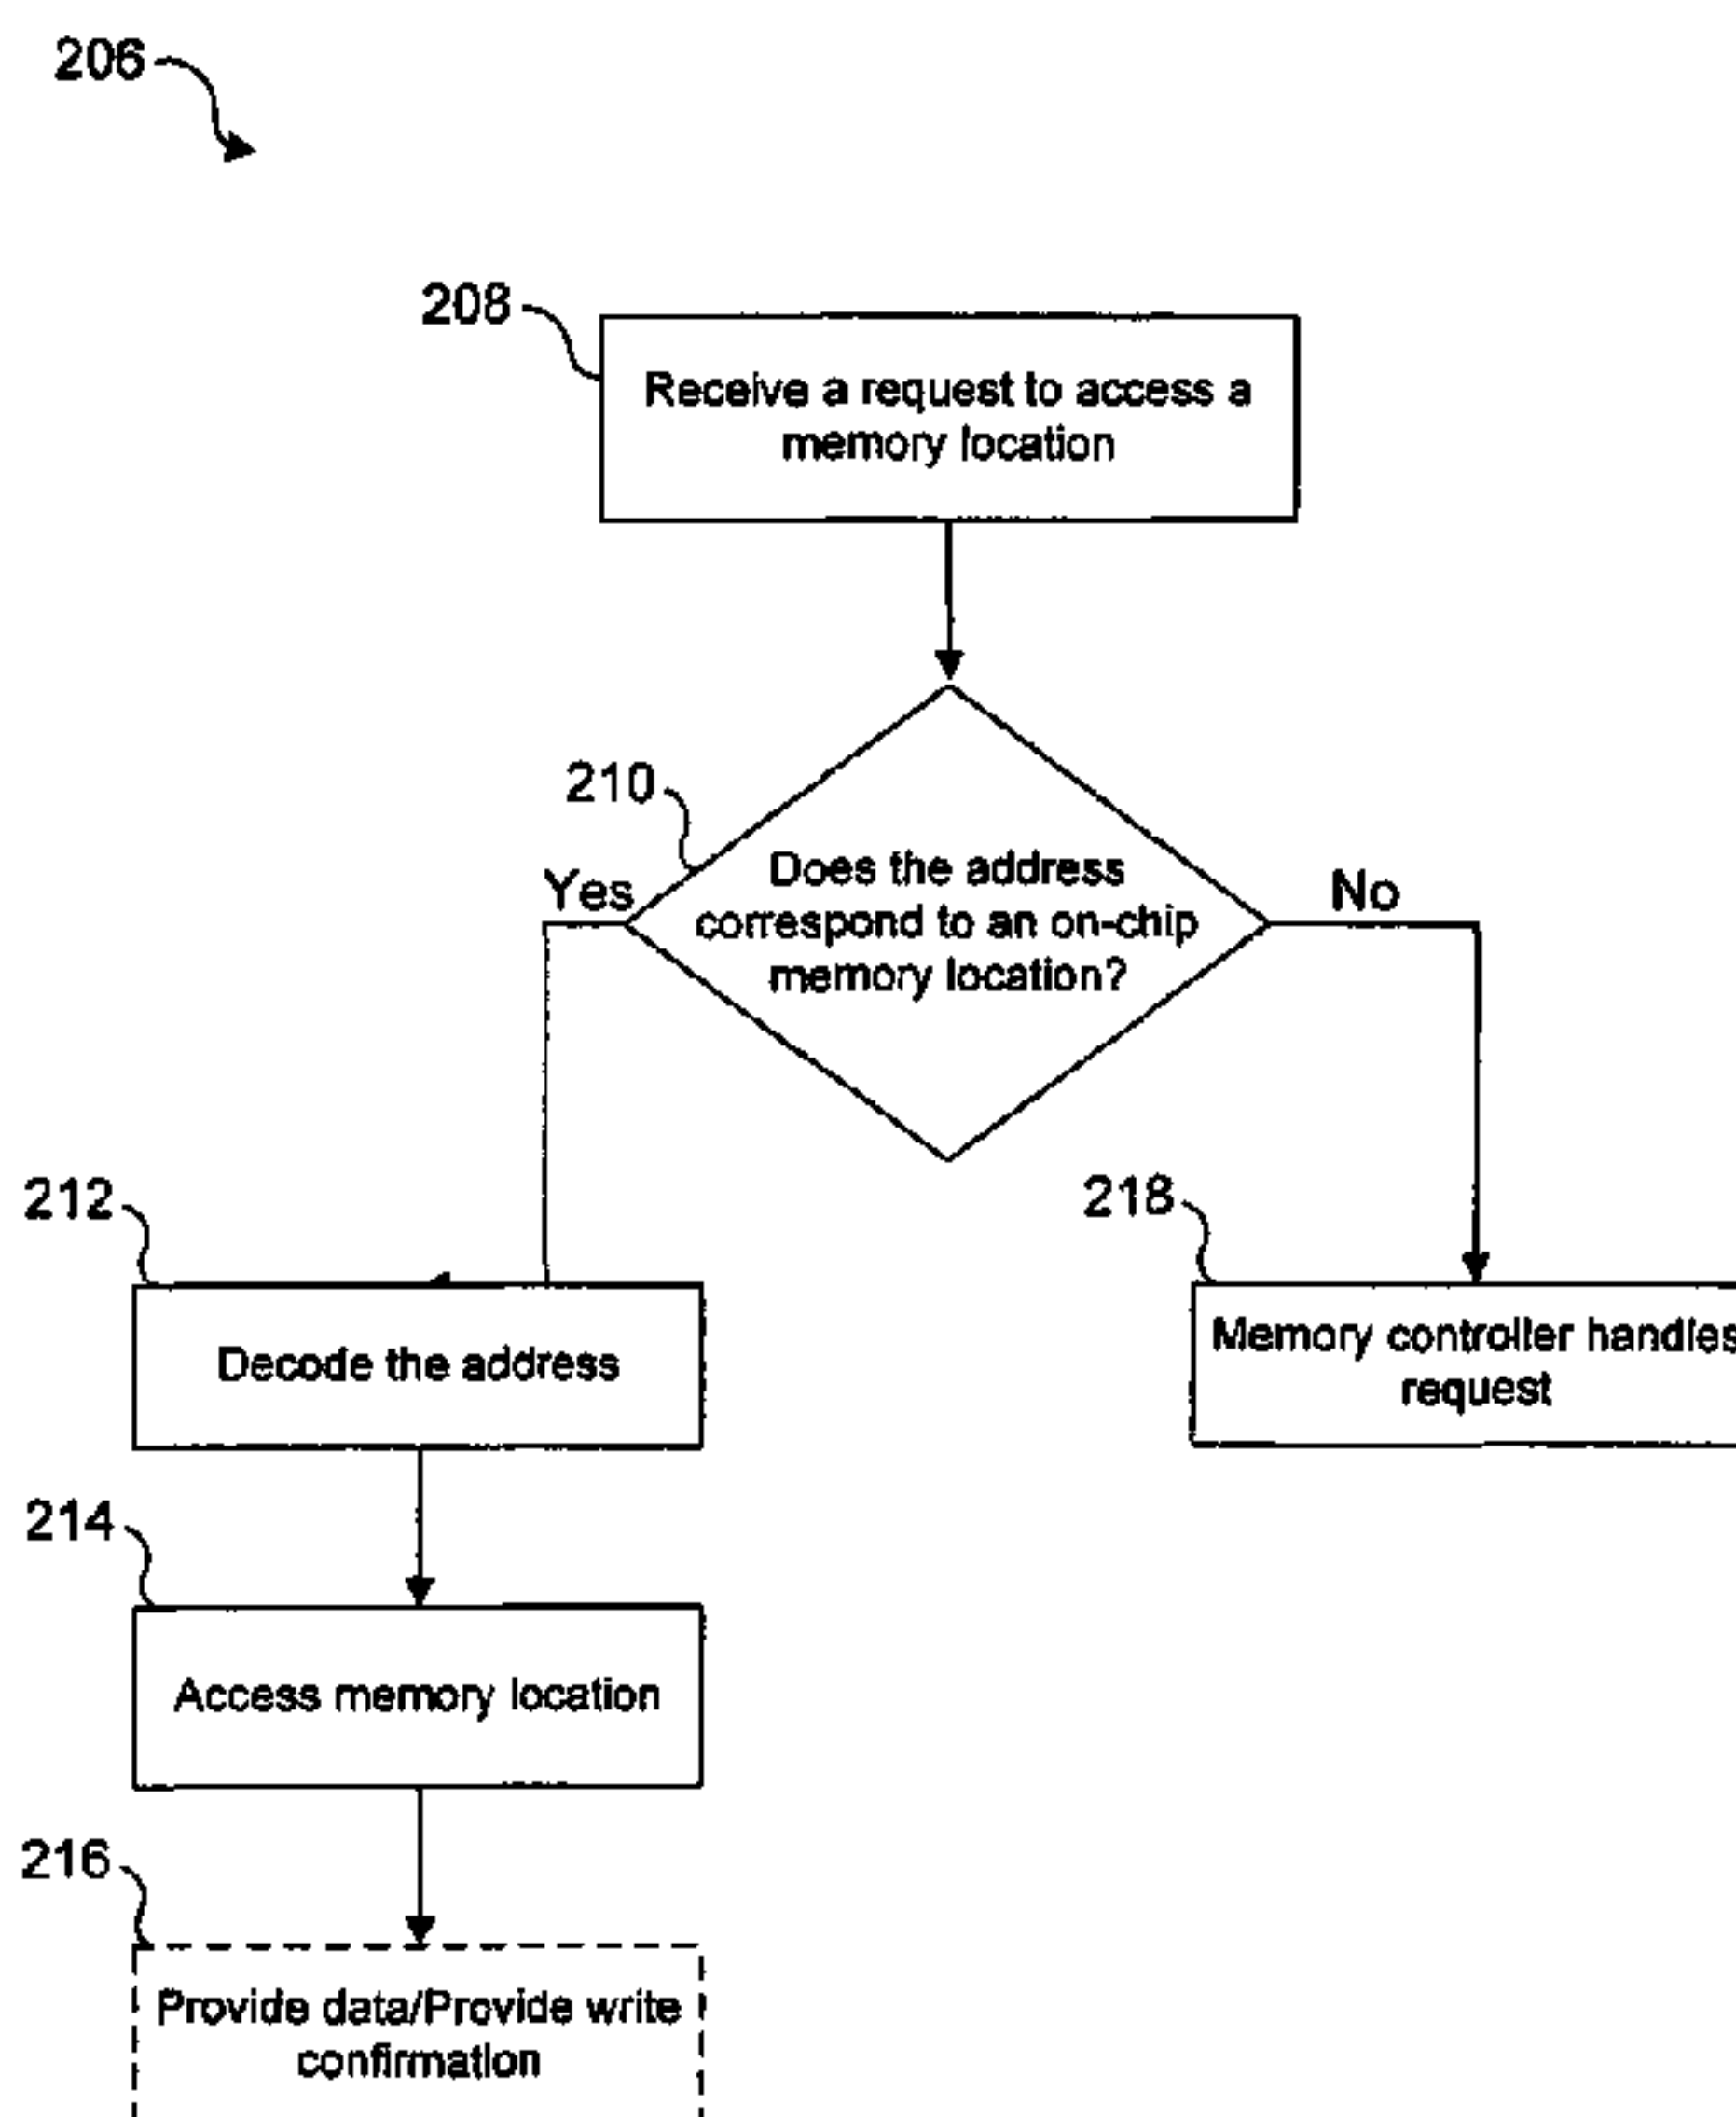 206
208
Receive a request to access a
memory location
210
Does the address
correspond to an on-chip
memory location?
Yes
No
212
Decode the address
218
Memory controller handles
request
214
Access memory location
216
Provide data/Provide write
confirmation